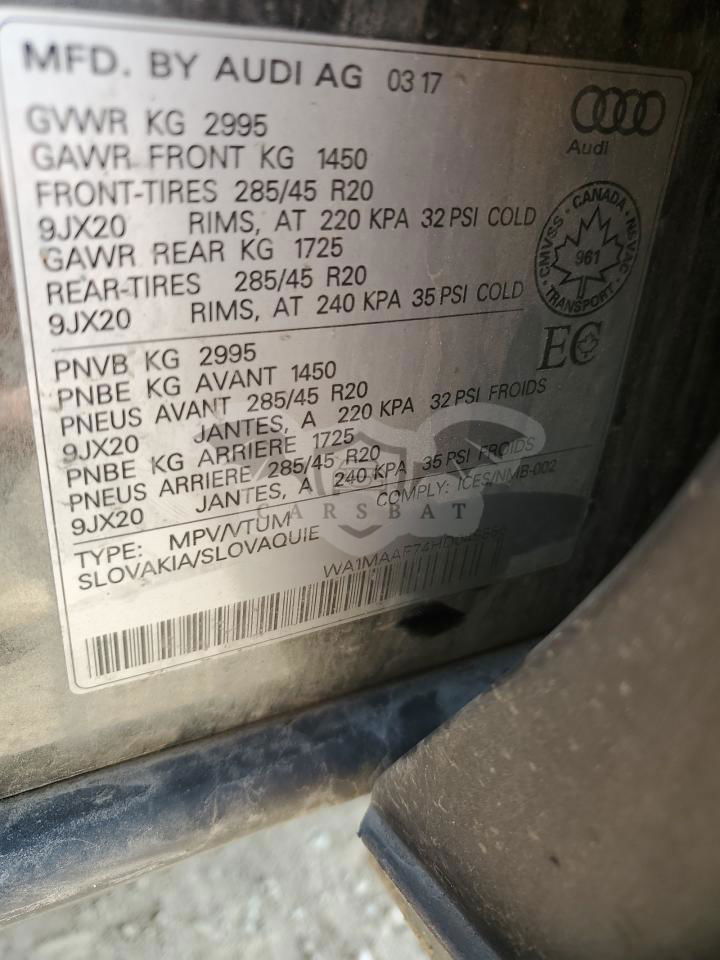 MFD. BY AUDI AG 03 17
Audi
GVWR KG 2995
GAWR FRONT KG 1450
FRONT-TIRES 285/45 R20
9JX20 RIMS, AT 220 KPA 32 PSI COLD
GAWR REAR KG 1725
REAR-TIRES 285/45 R20
9JX20 RIMS, AT 240 KPA 35 PSI COLD
CANADA
CMVSS · NSVAC
961
TRANSPORT
EC
PNVB KG 2995
PNBE KG AVANT 1450
PNEUS AVANT 285/45 R20
9JX20 JANTES, A 220 KPA 32 PSI FROIDS
PNBE KG ARRIERE 1725
PNEUS ARRIERE 285/45 R20
9JX20 JANTES, A 240 KPA 35 PSI FROIDS
TYPE: MPV/VTUM COMPLY: ICES/NMB-002
SLOVAKIA/SLOVAQUIE
CARSBAT